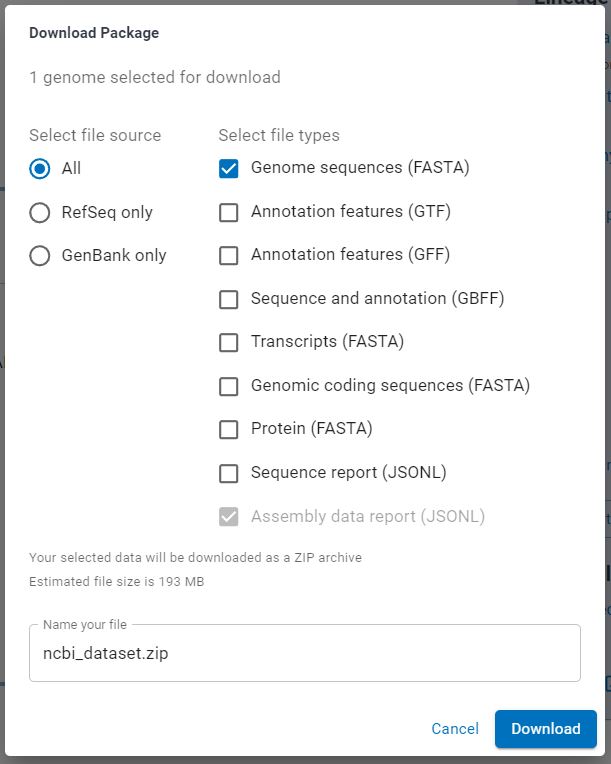 Download Package
1 genome selected for download
Select file source
All
RefSeq only
GenBank only
Select file types
Genome sequences (FASTA)
Annotation features (GTF)
Annotation features (GFF)
Sequence and annotation (GBFF)
Transcripts (FASTA)
Genomic coding sequences (FASTA)
Protein (FASTA)
Sequence report (JSONL)
Assembly data report (JSONL)
Your selected data will be downloaded as a ZIP archive
Estimated file size is 193 MB
Name your file
ncbi_dataset.zip
Cancel
Download